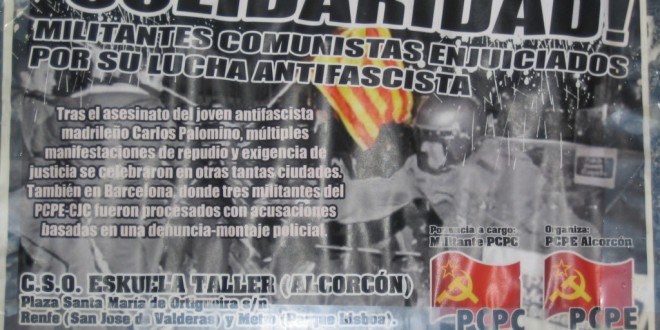 SOLIDARIDAD!
MILITANTES COMUNISTAS ENJUICIADOS
POR SU LUCHA ANTIFASCISTA
Tras el asesinato del joven antifascista
madrileño Carlos Palomino, múltiples
manifestaciones de repudio y exigencia de
justicia se celebraron en otras tantas ciudades.
También en Barcelona, donde tres militantes del
PCPE-CJC fueron procesados con acusaciones
basadas en una denuncia-montaje policial.
Ponencia a cargo:
Militante PCPC
Organiza:
PCPE Alcorcón
C.S.O. ESKUELA TALLER (ALCORCÓN)
Plaza Santa María de Ortigueira s/n
Renfe (San Jose de Valderas) y Metro (Parque Lisboa).
PCPC
PCPE